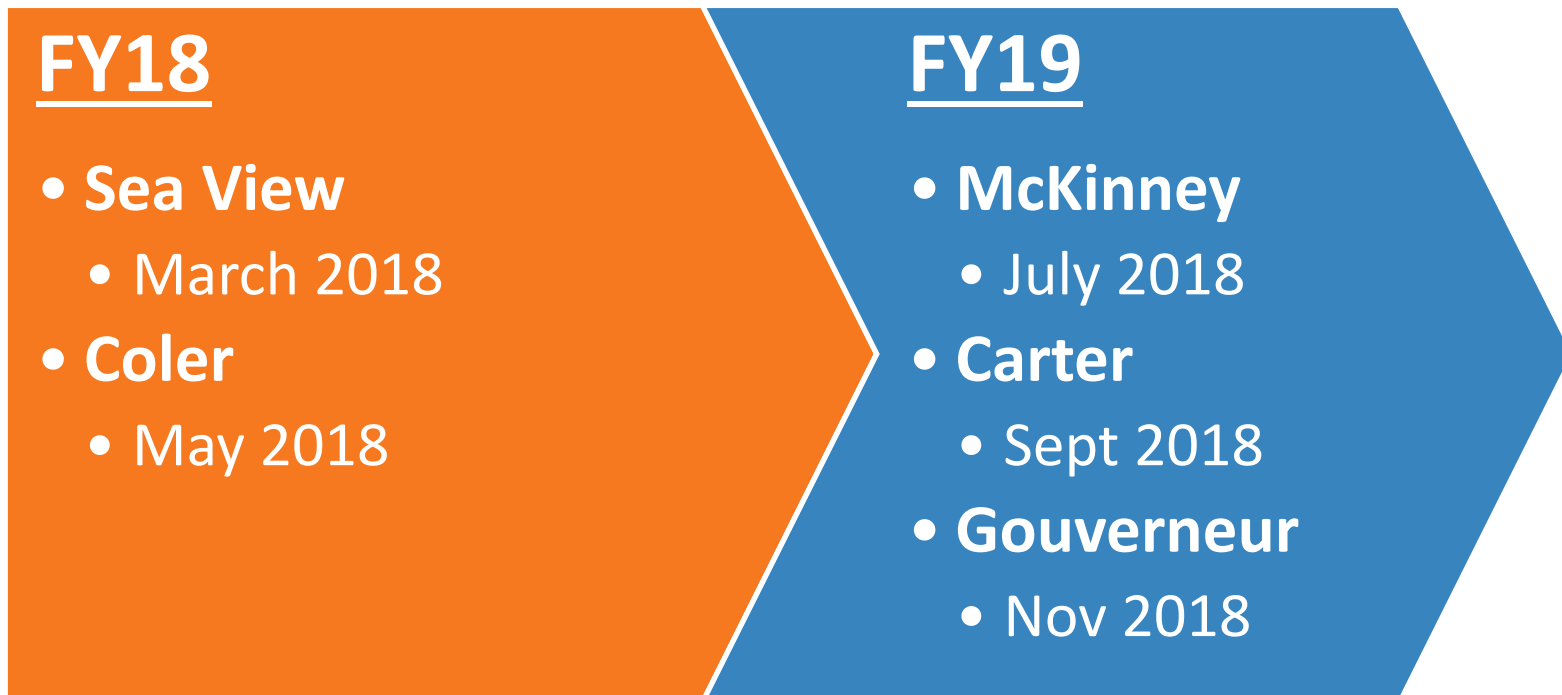 FY18
• Sea View
• March 2018
• Coler
• May 2018
FY19
• McKinney
• July 2018
• Carter
• Sept 2018
• Gouverneur
• Nov 2018